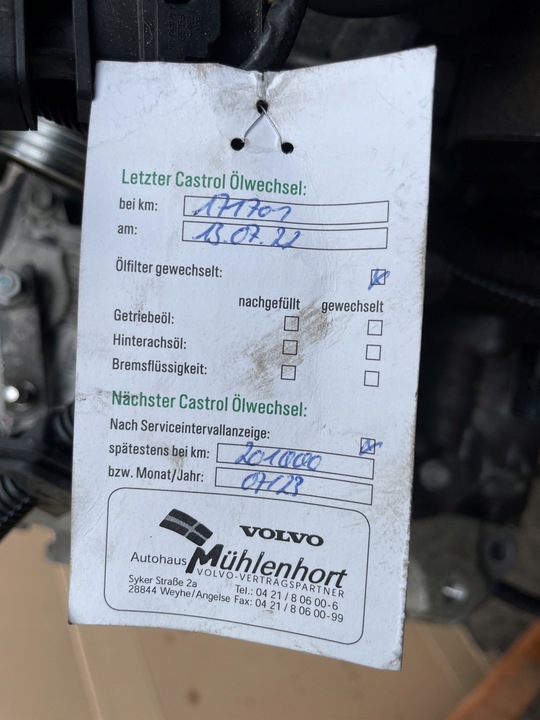 Letzter Castrol Ölwechsel:
bei km: 171701
am: 13.07.22
Ölfilter gewechselt:
nachgefüllt gewechselt
Getriebeöl:
Hinterachsöl:
Bremsflüssigkeit:
Nächster Castrol Ölwechsel:
Nach Serviceintervallanzeige:
spätestens bei km: 201000
bzw. Monat/Jahr: 07/23
VOLVO
Autohaus Mühlenhort
VOLVO-VERTRAGSPARTNER
Syker Straße 2a Tel.: 04 21 / 8 06 00-6
28844 Weyhe/Angelse Fax: 04 21 / 8 06 00-99